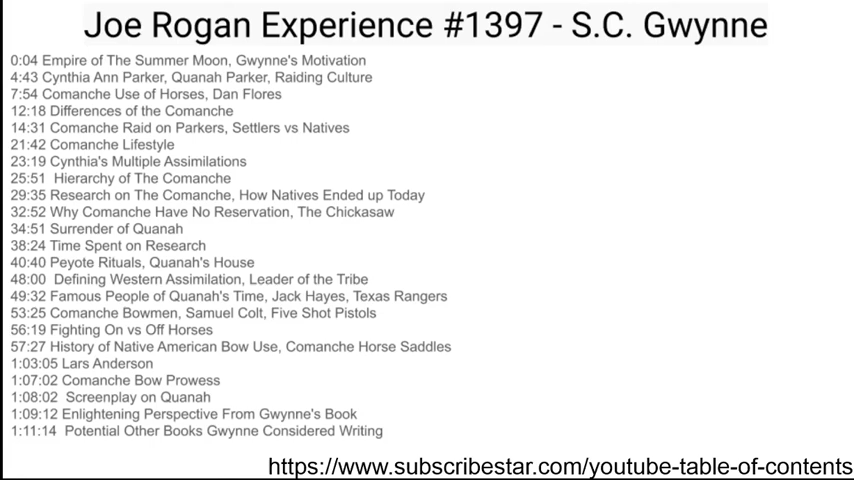 Joe Rogan Experience #1397 - S.C. Gwynne
0:04 Empire of The Summer Moon, Gwynne's Motivation
4:43 Cynthia Ann Parker, Quanah Parker, Raiding Culture
7:54 Comanche Use of Horses, Dan Flores
12:18 Differences of the Comanche
14:31 Comanche Raid on Parkers, Settlers vs Natives
21:42 Comanche Lifestyle
23:19 Cynthia's Multiple Assimilations
25:51  Hierarchy of The Comanche
29:35 Research on The Comanche, How Natives Ended up Today
32:52 Why Comanche Have No Reservation, The Chickasaw
34:51 Surrender of Quanah
38:24 Time Spent on Research
40:40 Peyote Rituals, Quanah's House
48:00  Defining Western Assimilation, Leader of the Tribe
49:32 Famous People of Quanah's Time, Jack Hayes, Texas Rangers
53:25 Comanche Bowmen, Samuel Colt, Five Shot Pistols
56:19 Fighting On vs Off Horses
57:27 History of Native American Bow Use, Comanche Horse Saddles
1:03:05 Lars Anderson
1:07:02 Comanche Bow Prowess
1:08:02  Screenplay on Quanah
1:09:12 Enlightening Perspective From Gwynne's Book
1:11:14  Potential Other Books Gwynne Considered Writing
https://www.subscribestar.com/youtube-table-of-contents